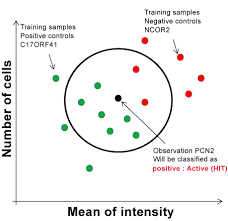 Training samples
Positive controls
C17ORF41
Training samples
Negative controls
NCOR2
Number of cells
Observation PCN2
Will be classified as
positive : Active (HIT)
Mean of intensity